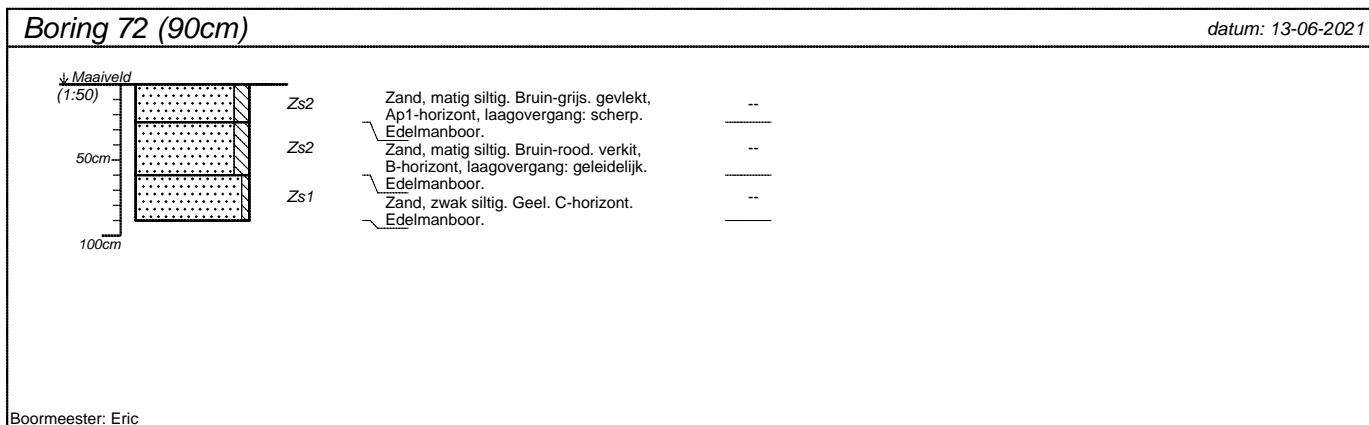 Boring 72 (90cm)
datum: 13-06-2021
Maaiveld
(1:50)
50cm
100cm
Zs2
Zand, matig siltig. Bruin-grijs. gevlekt,
Ap1-horizont, laagovergang: scherp.
Edelmanboor.
--
Zs2
Zand, matig siltig. Bruin-rood. verkit,
B-horizont, laagovergang: geleidelijk.
Edelmanboor.
--
Zs1
Zand, zwak siltig. Geel. C-horizont.
Edelmanboor.
--
Boormeester: Eric